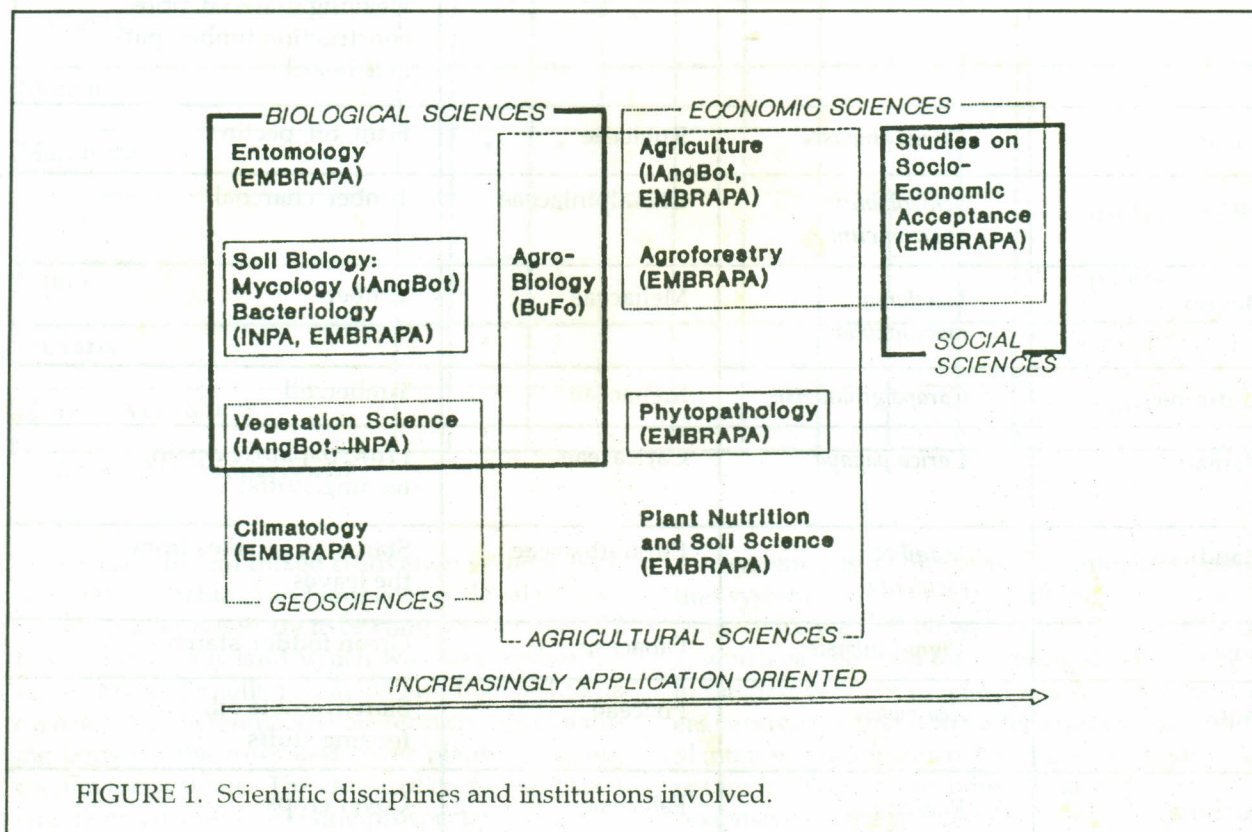 BIOLOGICAL SCIENCES
ECONOMIC SCIENCES
Entomology
(EMBRAPA)
Soil Biology:
Mycology (IAngBot)
Bacteriology
(INPA, EMBRAPA)
Vegetation Science
(IAngBot, INPA)
Climatology
(EMBRAPA)
GEOSCIENCES
Agro-
Biology
(BuFo)
Agriculture
(IAngBot,
EMBRAPA)
Agroforestry
(EMBRAPA)
Phytopathology
(EMBRAPA)
Plant Nutrition
and Soil Science
(EMBRAPA)
AGRICULTURAL SCIENCES
Studies on
Socio-
Economic
Acceptance
(EMBRAPA)
SOCIAL
SCIENCES
INCREASINGLY APPLICATION ORIENTED
FIGURE 1. Scientific disciplines and institutions involved.